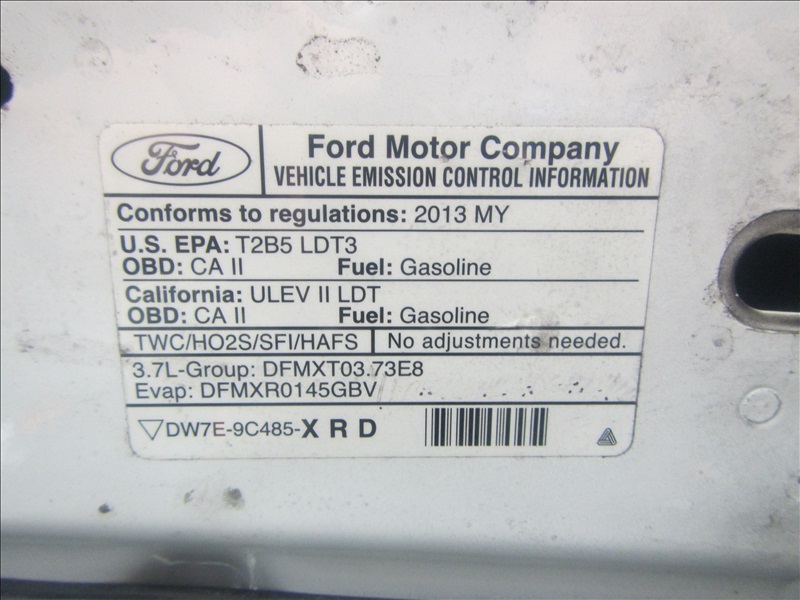 Ford
Ford Motor Company
VEHICLE EMISSION CONTROL INFORMATION
Conforms to regulations: 2013 MY
U.S. EPA: T2B5 LDT3
OBD: CA II Fuel: Gasoline
California: ULEV II LDT
OBD: CA II Fuel: Gasoline
TWC/HO2S/SFI/HAFS No adjustments needed.
3.7L-Group: DFMXT03.73E8
Evap: DFMXR0145GBV
▽DW7E-9C485-X R D